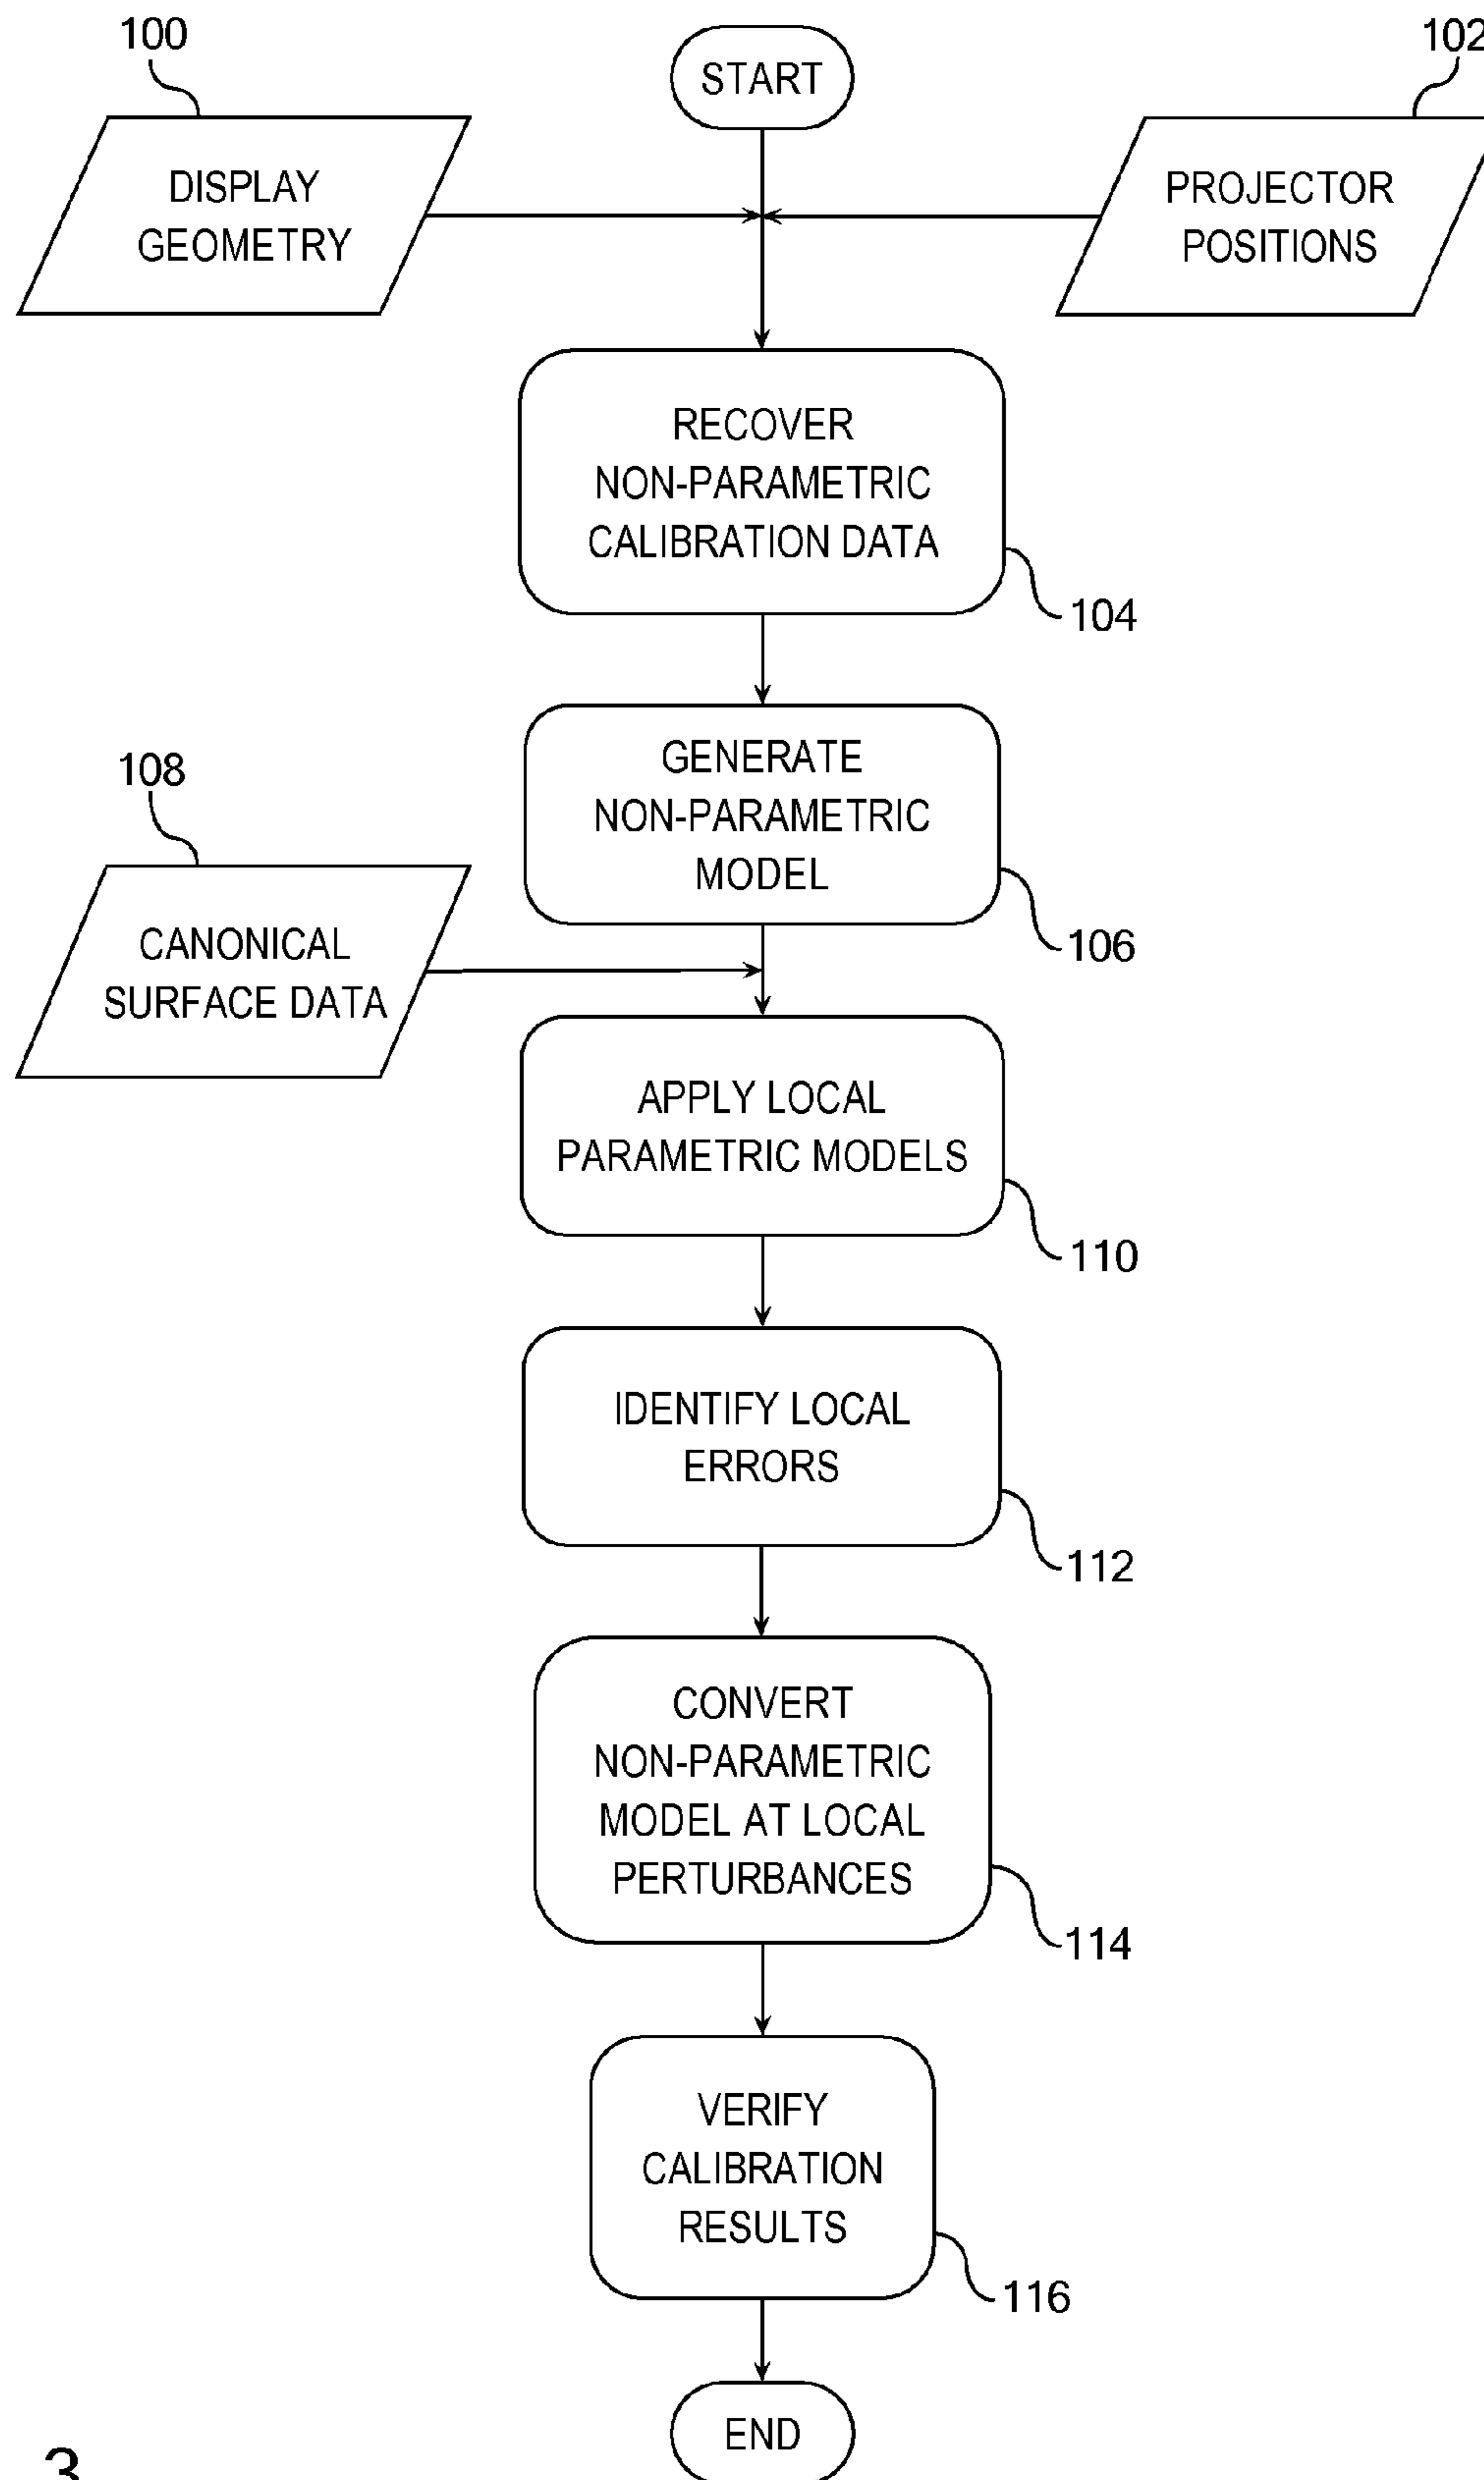 100
START
102
DISPLAY
GEOMETRY
PROJECTOR
POSITIONS
RECOVER
NON-PARAMETRIC
CALIBRATION DATA
104
GENERATE
NON-PARAMETRIC
MODEL
106
108
CANONICAL
SURFACE DATA
APPLY LOCAL
PARAMETRIC MODELS
110
IDENTIFY LOCAL
ERRORS
112
CONVERT
NON-PARAMETRIC
MODEL AT LOCAL
PERTURBANCES
114
VERIFY
CALIBRATION
RESULTS
116
END
3